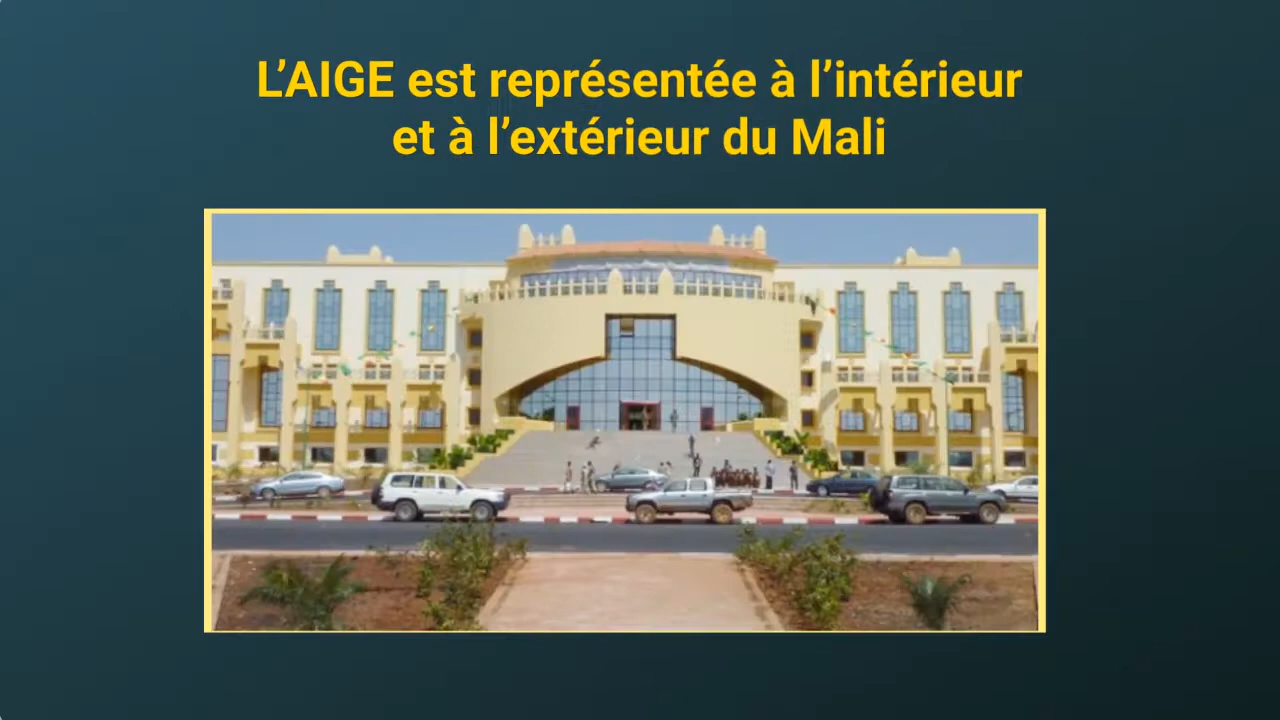 L’AIGE est représentée à l’intérieur
et à l’extérieur du Mali